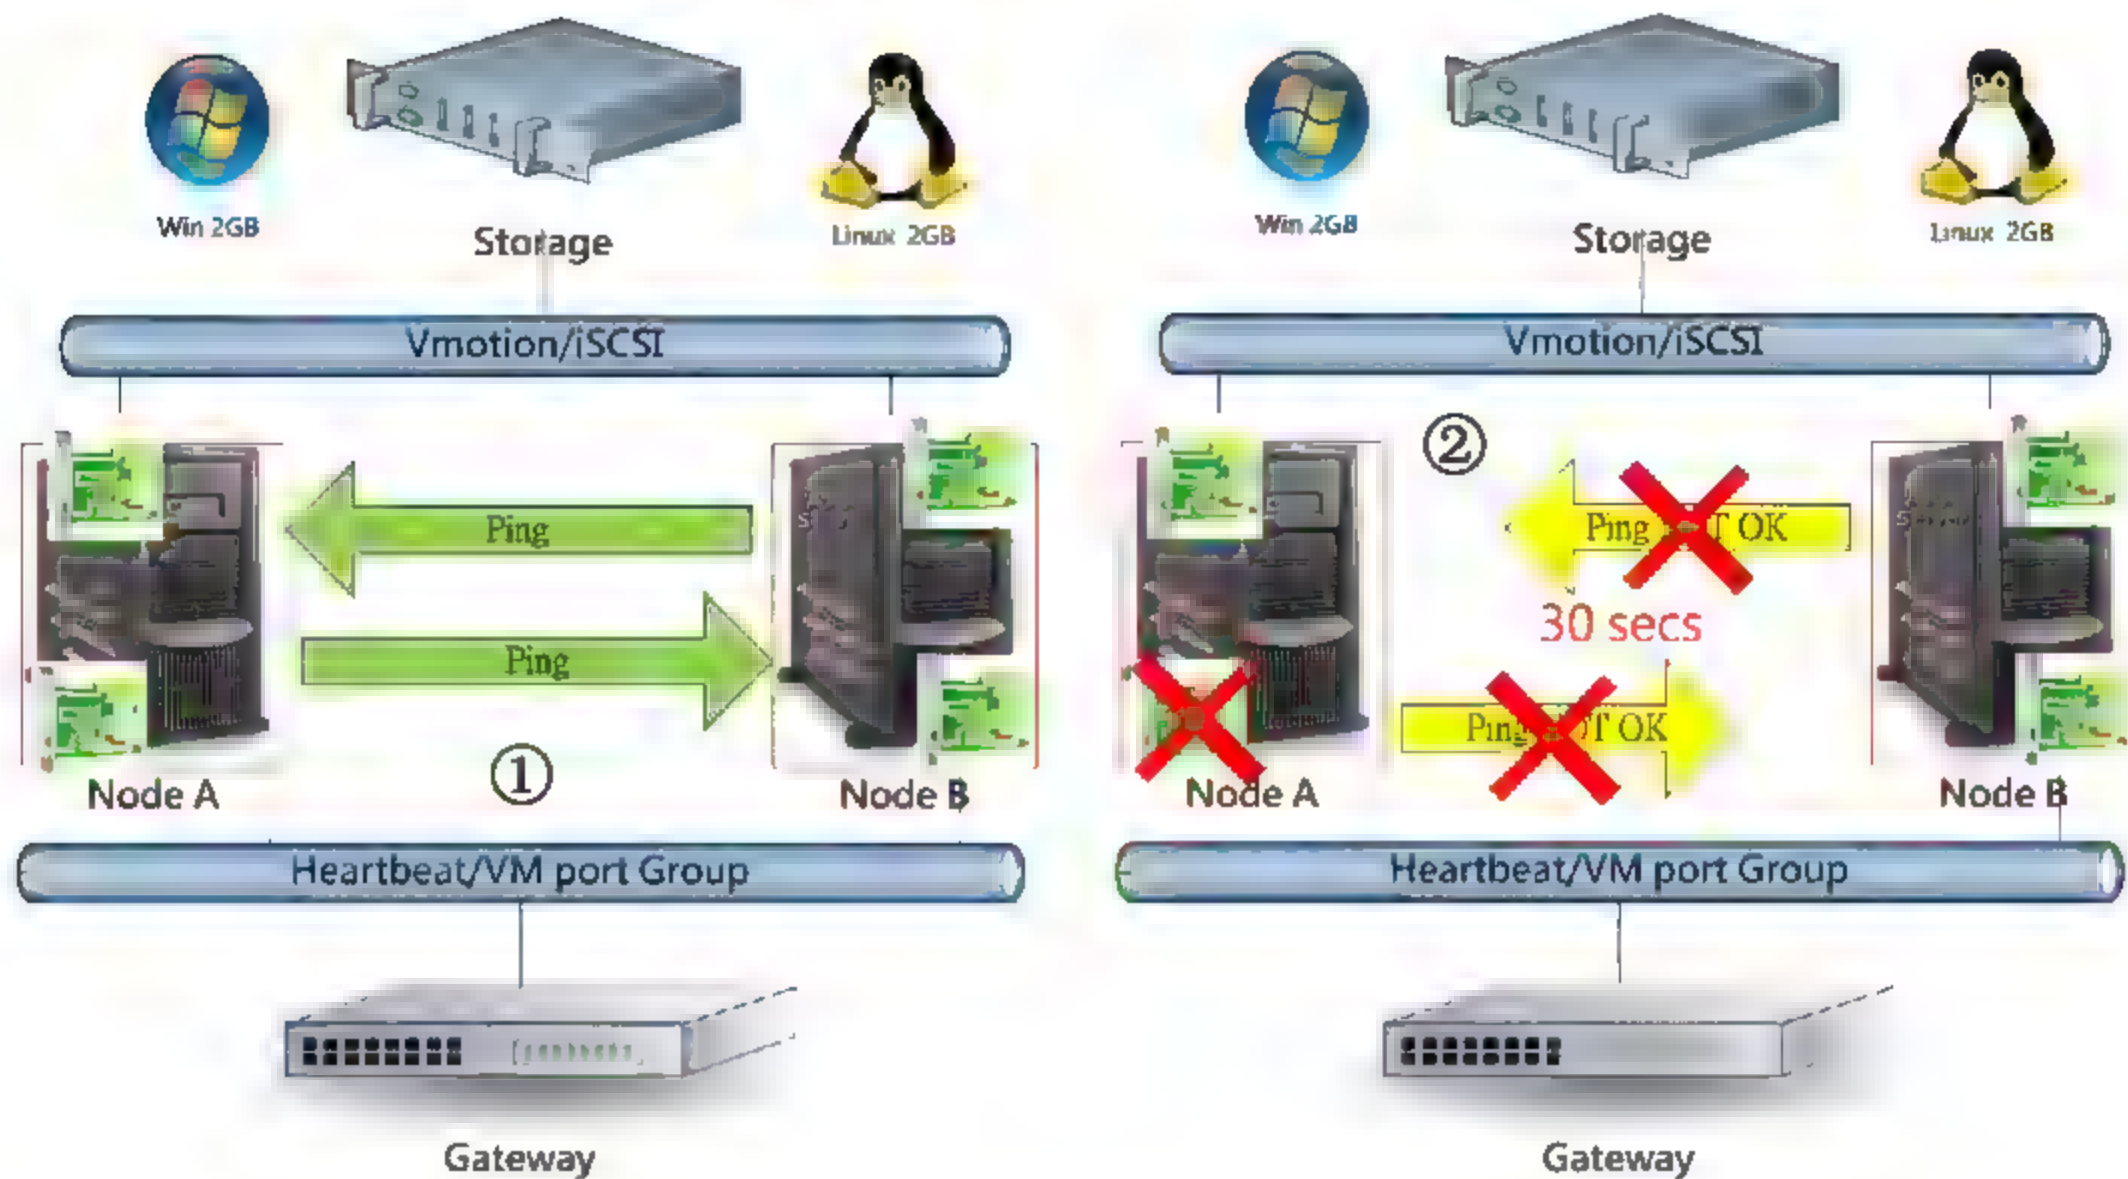 Win 2GB
Storage
Linux 2GB
Vmotion/iSCSI
Ping
Ping
①
Node A
Node B
Heartbeat/VM port Group
Gateway
Win 2GB
Storage
Linux 2GB
Vmotion/iSCSI
②
Ping OK
30 secs
Ping OK
Node A
Node B
Heartbeat/VM port Group
Gateway